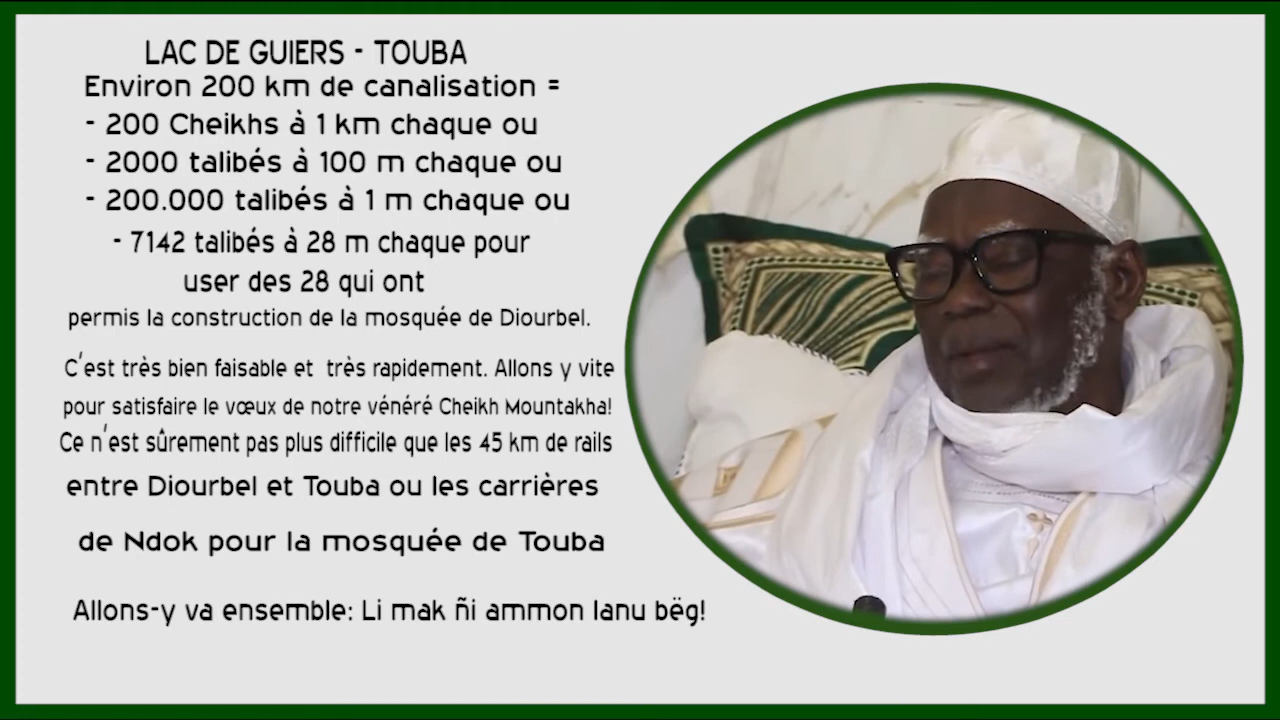 LAC DE GUIERS - TOUBA
Environ 200 km de canalisation =
- 200 Cheikhs à 1 km chaque ou
- 2000 talibés à 100 m chaque ou
- 200.000 talibés à 1 m chaque ou
- 7142 talibés à 28 m chaque pour
user des 28 qui ont
permis la construction de la mosquée de Diourbel.
C'est très bien faisable et très rapidement. Allons y vite
pour satisfaire le vœux de notre vénéré Cheikh Mountakha!
Ce n'est sûrement pas plus difficile que les 45 km de rails
entre Diourbel et Touba ou les carrières
de Ndok pour la mosquée de Touba
Allons-y va ensemble: Li mak ñi ammon lanu bëg!